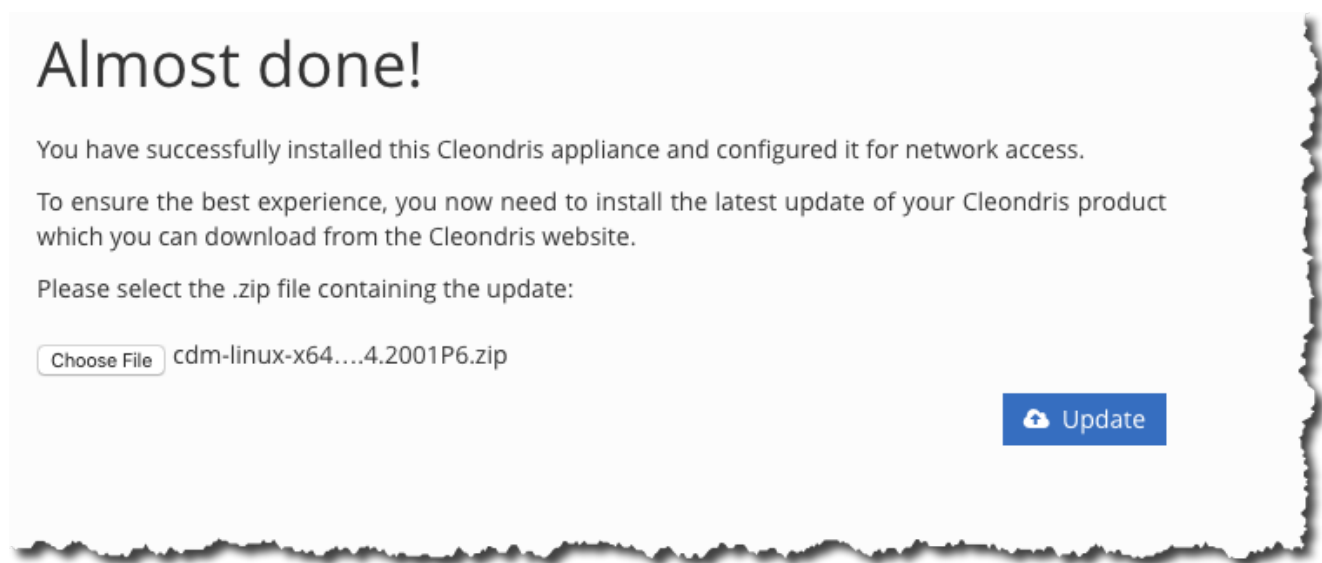 Almost done!
You have successfully installed this Cleondris appliance and configured it for network access.
To ensure the best experience, you now need to install the latest update of your Cleondris product
which you can download from the Cleondris website.
Please select the .zip file containing the update:
Choose File cdm-linux-x64....4.2001P6.zip
Update